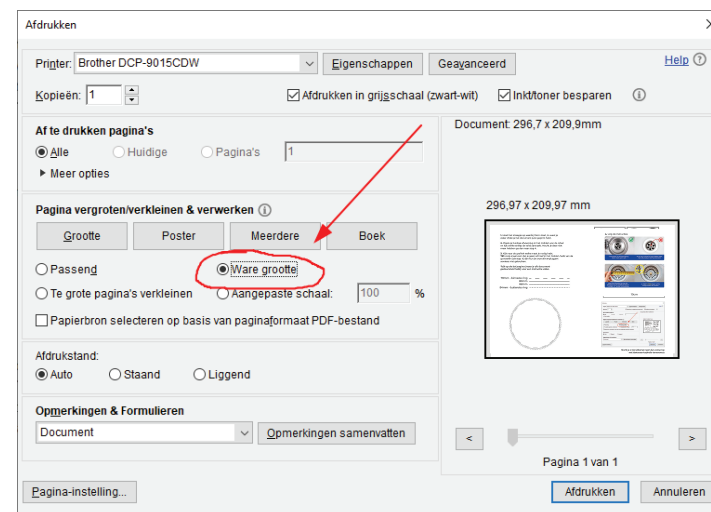 Afdrukken
Printer: Brother DCP-9015CDW Eigenschappen Geavanceerd Help
Kopieën: 1 Afdrukken in grijsschaal (zwart-wit) Inkt/toner besparen
Af te drukken pagina's
Alle Huidige Pagina's 1
Meer opties
Pagina vergroten/verkleinen & verwerken
Grootte Poster Meerdere Boek
Passend Ware grootte
Te grote pagina's verkleinen Aangepaste schaal: 100 %
Papierbron selecteren op basis van paginaformaat PDF-bestand
Afdrukstand:
Auto Staand Liggend
Opmerkingen & Formulieren
Document Opmerkingen samenvatten
Pagina-instelling...
Document: 296,7 x 209,9mm
296,97 x 209,97 mm
< >
Pagina 1 van 1
Afdrukken Annuleren